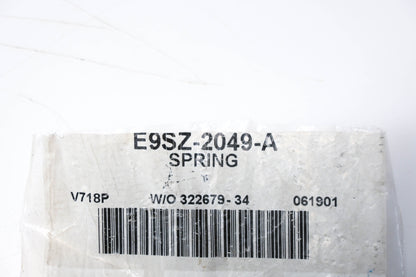 E9SZ-2049-A
SPRING
V718P W/O 322679-34 061901